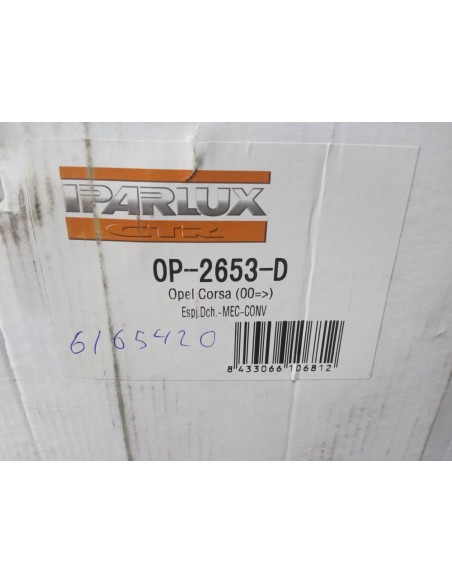 IPARLUX
CTR
OP-2653-D
Opel Corsa (00=>)
Espj.Dch.-MEC-CONV
6165420
8 433066 106812